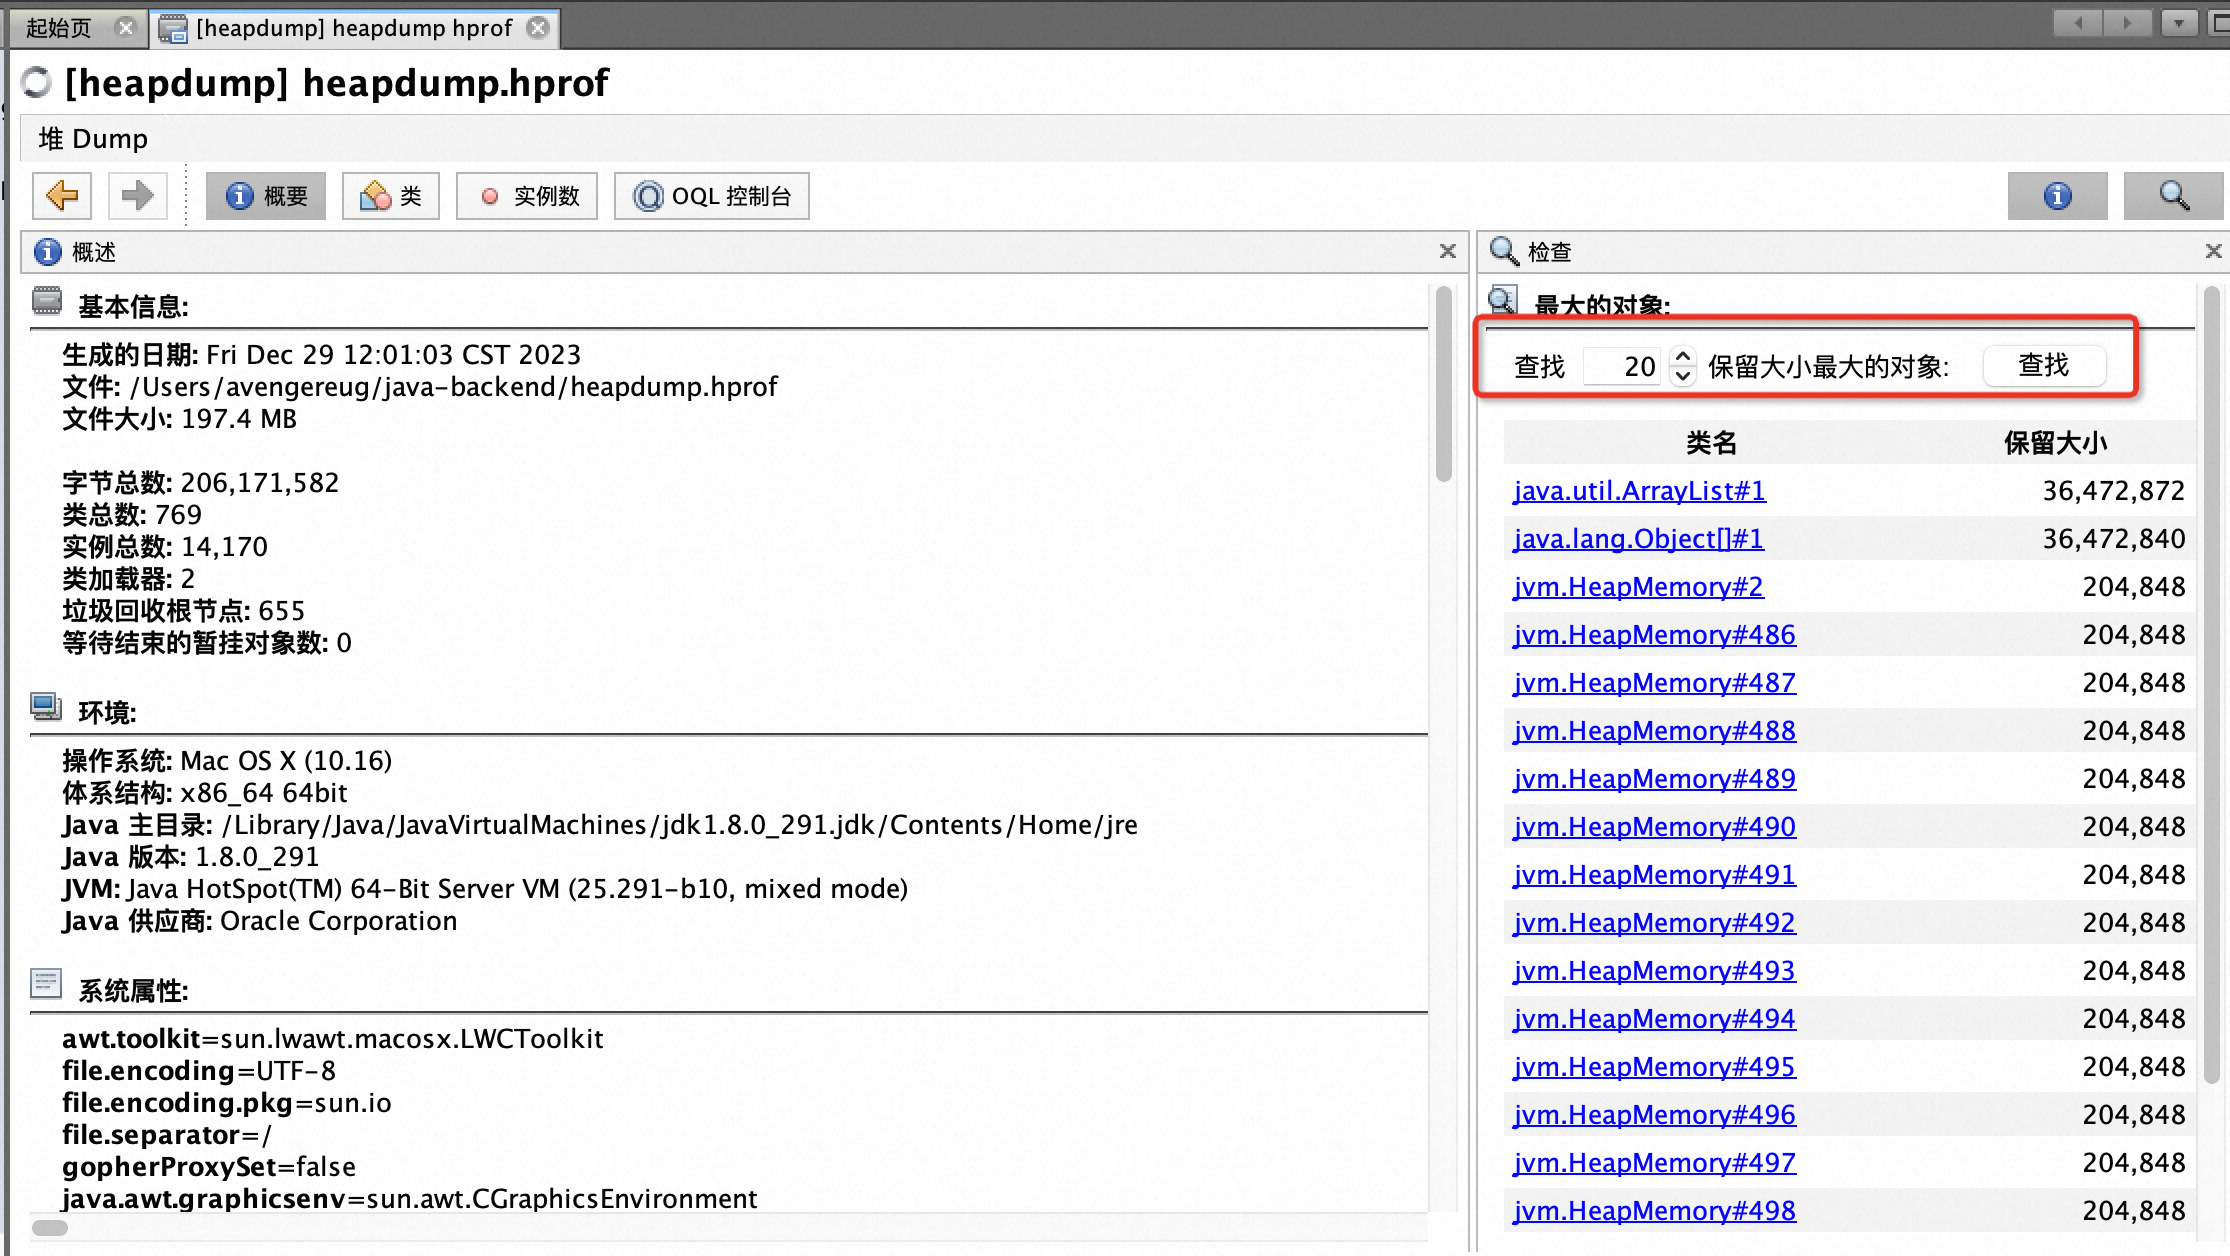 起始页
[heapdump] heapdump hprof
[heapdump] heapdump.hprof
堆 Dump
概要
类
实例数
OQL 控制台
概述
基本信息:
生成的日期: Fri Dec 29 12:01:03 CST 2023
文件: /Users/avengereug/java-backend/heapdump.hprof
文件大小: 197.4 MB
字节总数: 206,171,582
类总数: 769
实例总数: 14,170
类加载器: 2
垃圾回收根节点: 655
等待结束的暂挂对象数: 0
环境:
操作系统: Mac OS X (10.16)
体系结构: x86_64 64bit
Java 主目录: /Library/Java/JavaVirtualMachines/jdk1.8.0_291.jdk/Contents/Home/jre
Java 版本: 1.8.0_291
JVM: Java HotSpot(TM) 64-Bit Server VM (25.291-b10, mixed mode)
Java 供应商: Oracle Corporation
系统属性:
awt.toolkit=sun.lwawt.macosx.LWCToolkit
file.encoding=UTF-8
file.encoding.pkg=sun.io
file.separator=/
gopherProxySet=false
java.awt.graphicsenv=sun.awt.CGraphicsEnvironment
检查
最大的对象:
查找 20 保留大小最大的对象: 查找
类名 保留大小
java.util.ArrayList#1 36,472,872
java.lang.Object[]#1 36,472,840
jvm.HeapMemory#2 204,848
jvm.HeapMemory#486 204,848
jvm.HeapMemory#487 204,848
jvm.HeapMemory#488 204,848
jvm.HeapMemory#489 204,848
jvm.HeapMemory#490 204,848
jvm.HeapMemory#491 204,848
jvm.HeapMemory#492 204,848
jvm.HeapMemory#493 204,848
jvm.HeapMemory#494 204,848
jvm.HeapMemory#495 204,848
jvm.HeapMemory#496 204,848
jvm.HeapMemory#497 204,848
jvm.HeapMemory#498 204,848